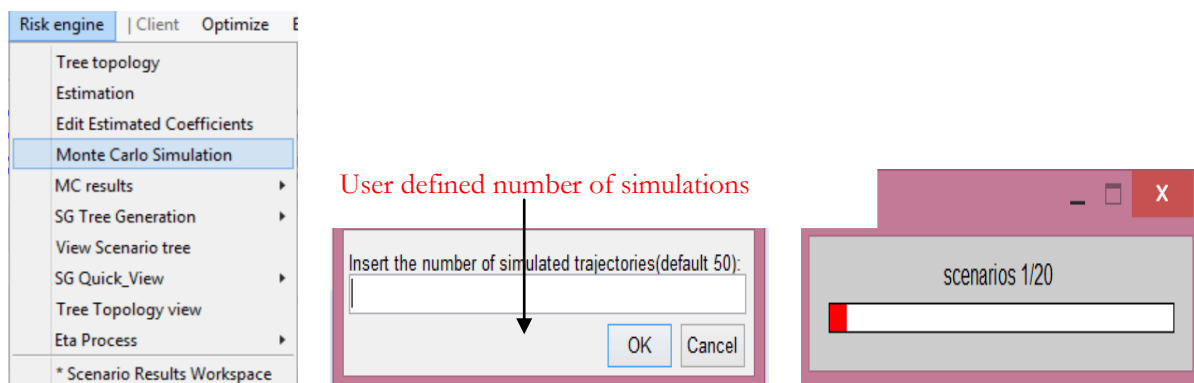 Risk engine | Client Optimize E
Tree topology
Estimation
Edit Estimated Coefficients
Monte Carlo Simulation
MC results
SG Tree Generation
View Scenario tree
SG Quick_View
Tree Topology view
Eta Process
* Scenario Results Workspace
User defined number of simulations
Insert the number of simulated trajectories(default 50):
OK Cancel
X
scenarios 1/20